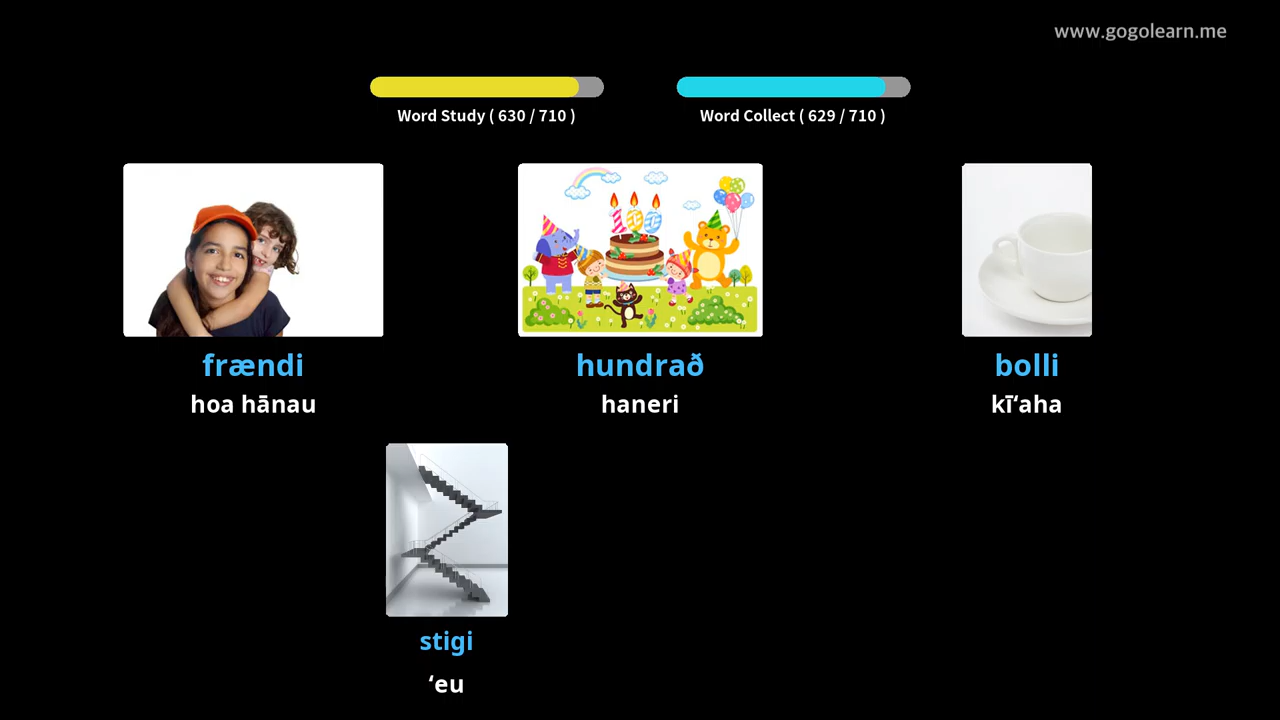 www.gogolearn.me
Word Study ( 630 / 710 )
Word Collect ( 629 / 710 )
frændi
hundrað
bolli
hoa hānau
haneri
kīʻaha
stigi
ʻeu